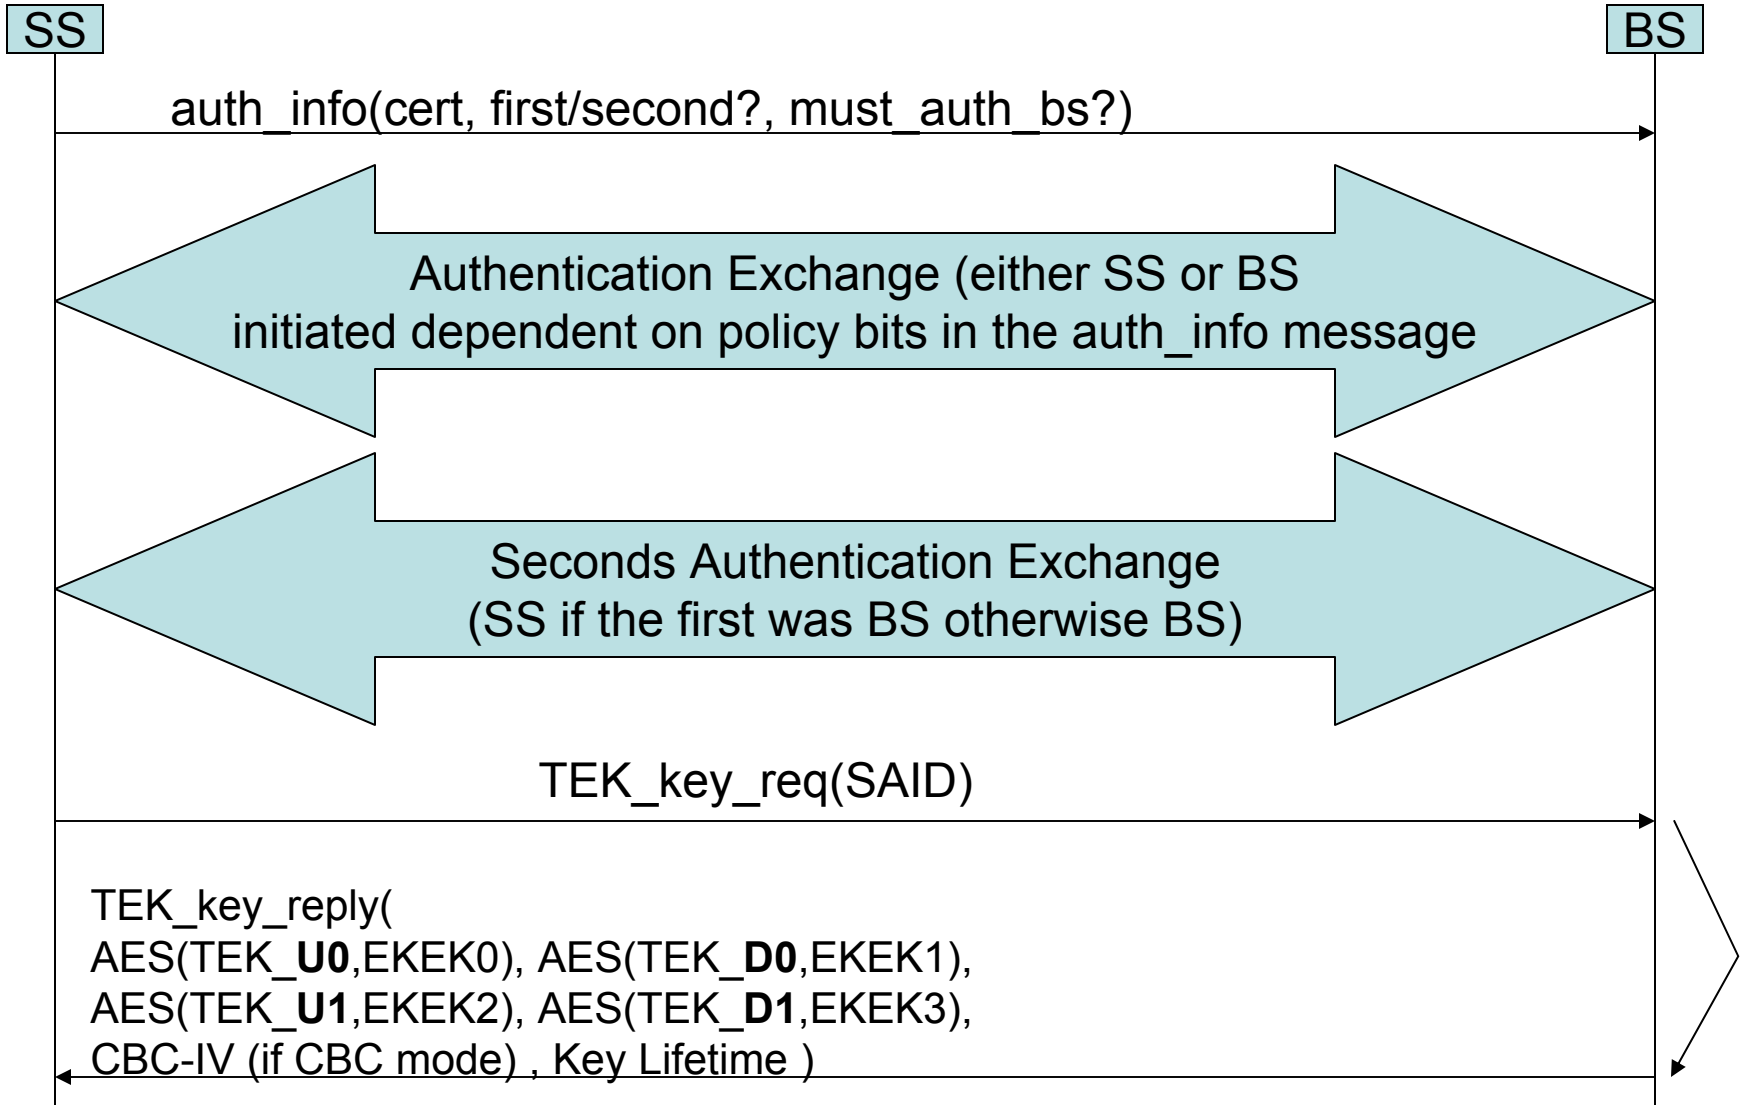 SS
BS
auth_info(cert, first/second?, must_auth_bs?)
Authentication Exchange (either SS or BS
initiated dependent on policy bits in the auth_info message
Seconds Authentication Exchange
(SS if the first was BS otherwise BS)
TEK_key_req(SAID)
TEK_key_reply(
AES(TEK_U0,EKEK0), AES(TEK_D0,EKEK1),
AES(TEK_U1,EKEK2), AES(TEK_D1,EKEK3),
CBC-IV (if CBC mode) , Key Lifetime )